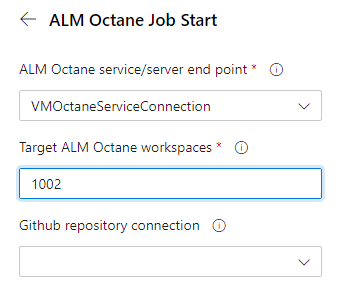 ALM Octane Job Start
ALM Octane service/server end point *
VMOctaneServiceConnection
Target ALM Octane workspaces *
1002
Github repository connection